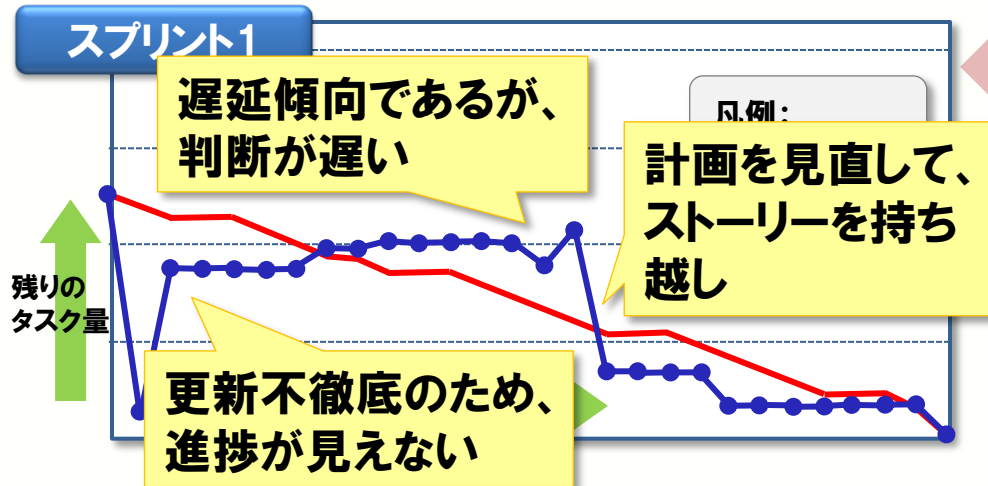 スプリント1
遅延傾向であるが、
判断が遅い
凡例:
計画を見直して、
ストーリーを持ち
越し
残りの
タスク量
更新不徹底のため、
進捗が見えない